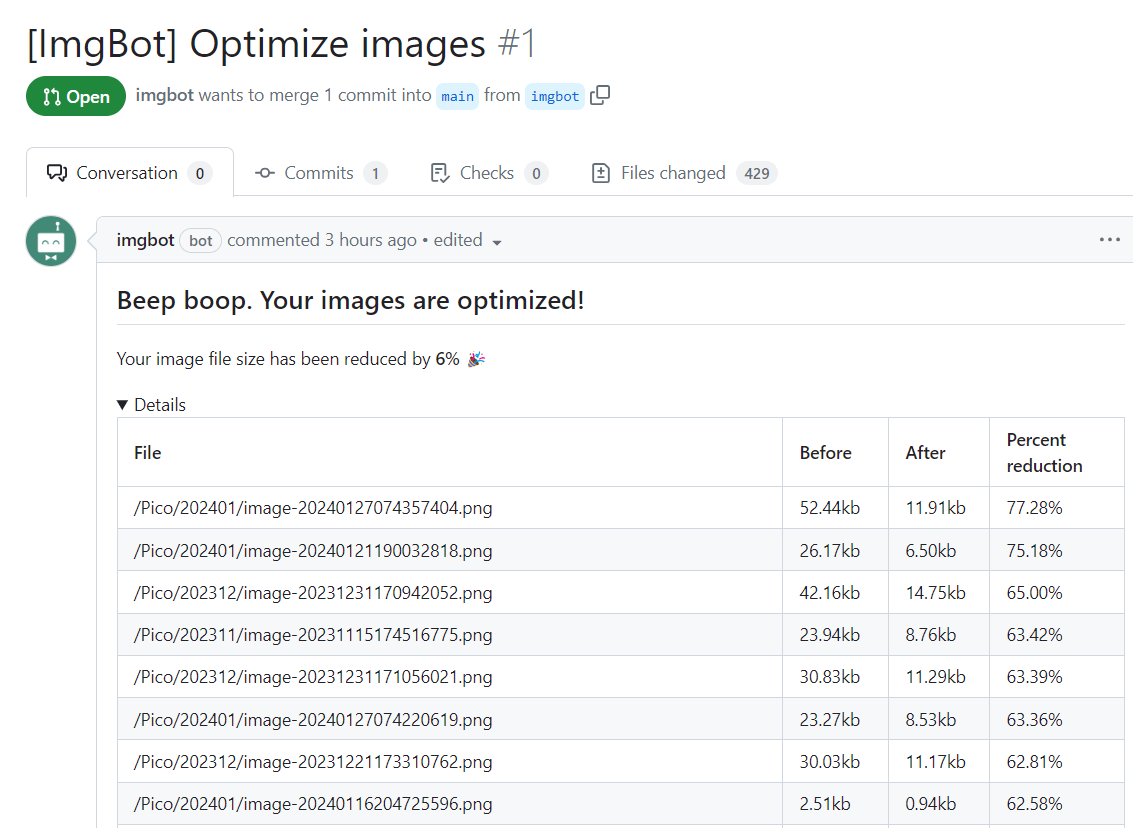 [ImgBot] Optimize images #1
Open imgbot wants to merge 1 commit into main from imgbot
Conversation 0 Commits 1 Checks 0 Files changed 429
imgbot bot commented 3 hours ago • edited
Beep boop. Your images are optimized!
Your image file size has been reduced by 6% 🎉
▼ Details
File Before After Percent reduction
/Pico/202401/image-20240127074357404.png 52.44kb 11.91kb 77.28%
/Pico/202401/image-20240121190032818.png 26.17kb 6.50kb 75.18%
/Pico/202312/image-20231231170942052.png 42.16kb 14.75kb 65.00%
/Pico/202311/image-20231115174516775.png 23.94kb 8.76kb 63.42%
/Pico/202312/image-20231231171056021.png 30.83kb 11.29kb 63.39%
/Pico/202401/image-20240127074220619.png 23.27kb 8.53kb 63.36%
/Pico/202312/image-20231221173310762.png 30.03kb 11.17kb 62.81%
/Pico/202401/image-20240116204725596.png 2.51kb 0.94kb 62.58%